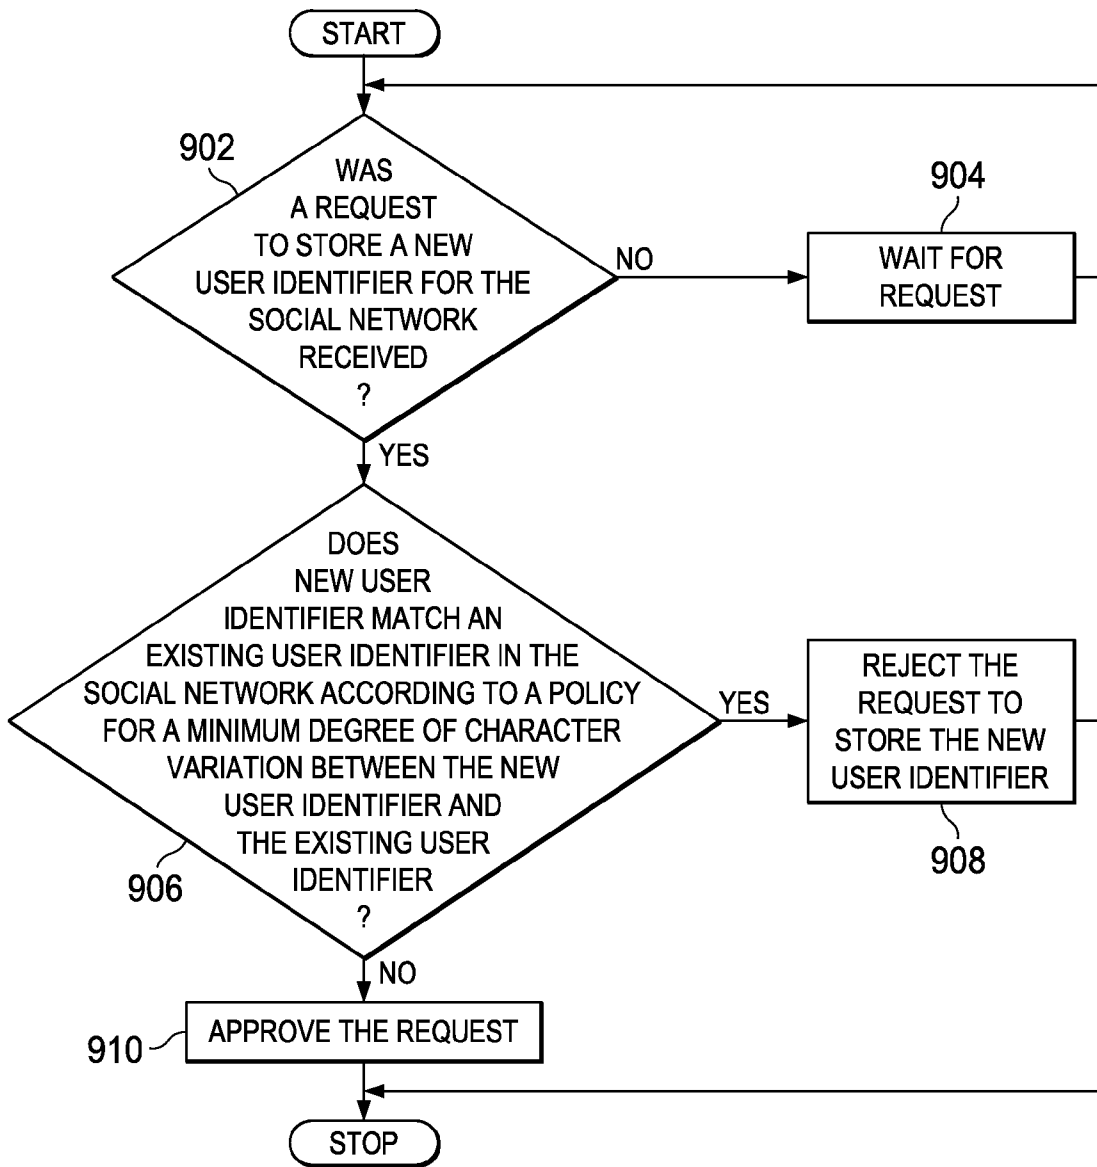 START
902
WAS
A REQUEST
TO STORE A NEW
USER IDENTIFIER FOR THE
SOCIAL NETWORK
RECEIVED
?
NO
904
WAIT FOR
REQUEST
YES
DOES
NEW USER
IDENTIFIER MATCH AN
EXISTING USER IDENTIFIER IN THE
SOCIAL NETWORK ACCORDING TO A POLICY
FOR A MINIMUM DEGREE OF CHARACTER
VARIATION BETWEEN THE NEW
USER IDENTIFIER AND
THE EXISTING USER
IDENTIFIER
?
906
YES
REJECT THE
REQUEST TO
STORE THE NEW
USER IDENTIFIER
908
NO
APPROVE THE REQUEST
910
STOP